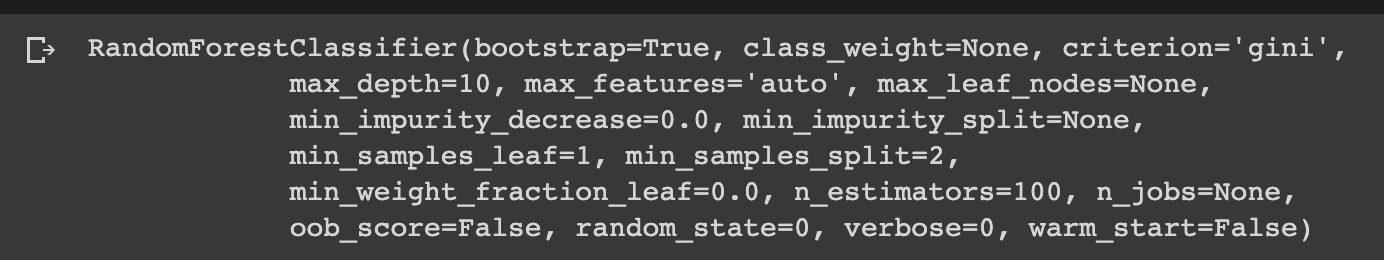 RandomForestClassifier(bootstrap=True, class_weight=None, criterion='gini',
max_depth=10, max_features='auto', max_leaf_nodes=None,
min_impurity_decrease=0.0, min_impurity_split=None,
min_samples_leaf=1, min_samples_split=2,
min_weight_fraction_leaf=0.0, n_estimators=100, n_jobs=None,
oob_score=False, random_state=0, verbose=0, warm_start=False)